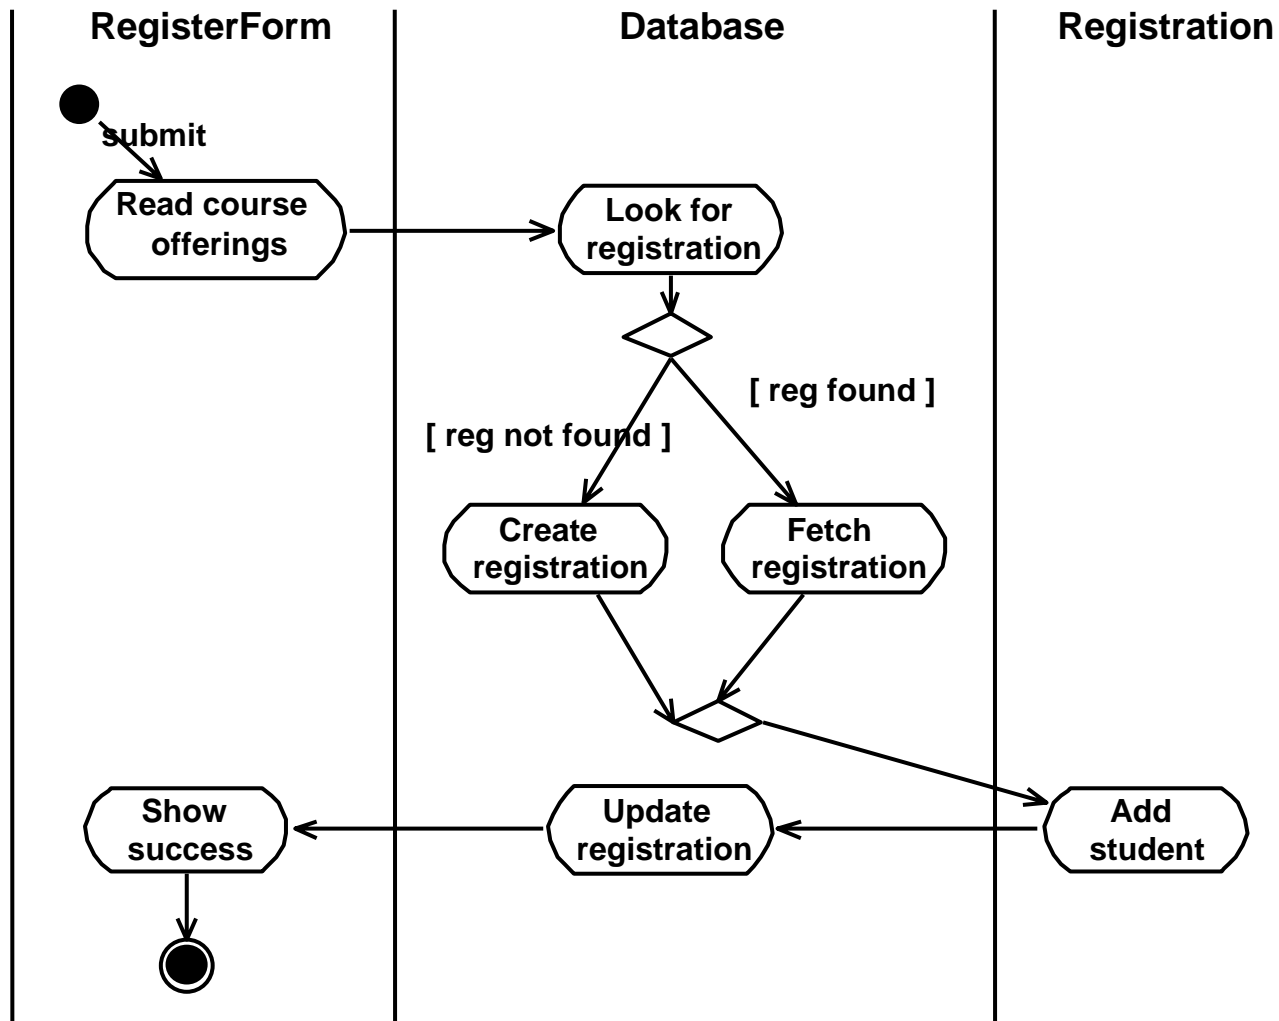 RegisterForm
Database
Registration
submit
Read course
offerings
Look for
registration
[ reg found ]
[ reg not found ]
Create
registration
Fetch
registration
Show
success
Update
registration
Add
student